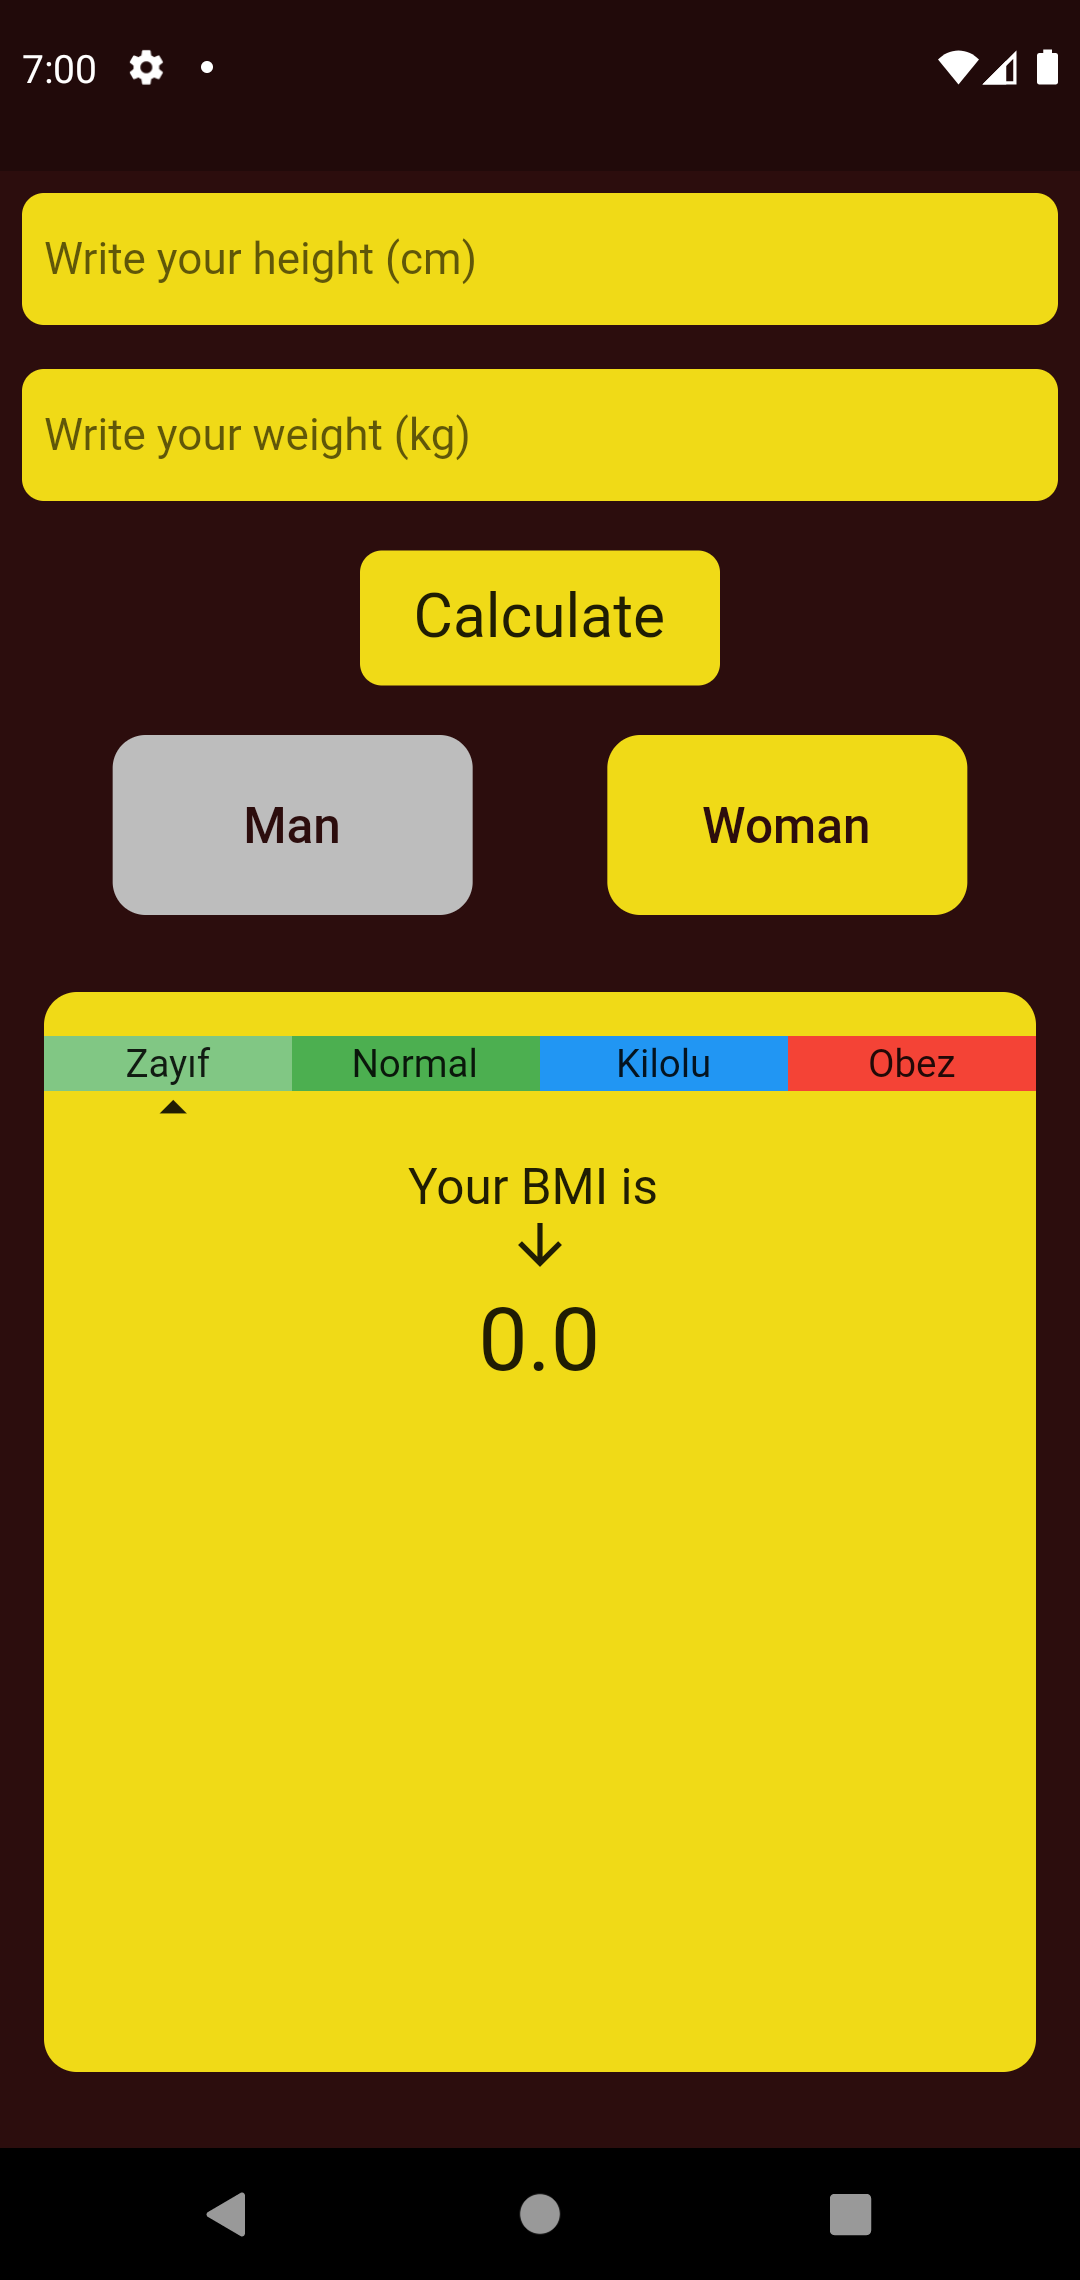 7:00
Write your height (cm)
Write your weight (kg)
Calculate
Man Woman
Zayıf Normal Kilolu Obez
Your BMI is
0.0